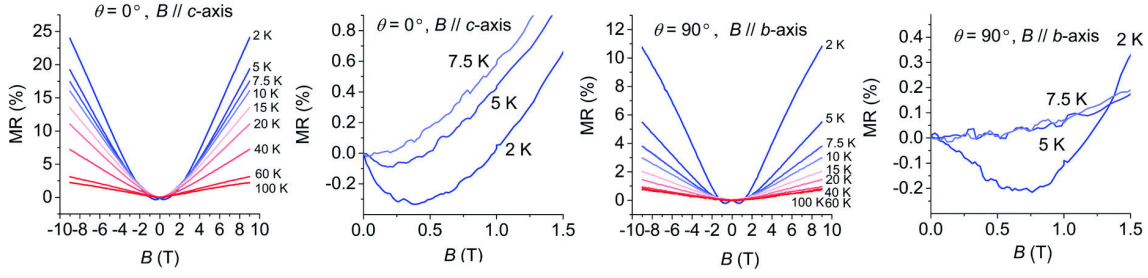 θ = 0°, B // c-axis
MR (%)
25
20
15
10
5
0
2 K
5 K
7.5 K
10 K
15 K
20 K
40 K
60 K
100 K
-10 -8 -6 -4 -2 0 2 4 6 8 10
B (T)
θ = 0°, B // c-axis
MR (%)
0.8
0.6
0.4
0.2
0.0
-0.2
7.5 K
5 K
2 K
0.0 0.5 1.0 1.5
B (T)
θ = 90°, B // b-axis
MR (%)
12
10
8
6
4
2
0
2 K
5 K
7.5 K
10 K
15 K
20 K
40 K
100 K 60 K
-10 -8 -6 -4 -2 0 2 4 6 8 10
B (T)
θ = 90°, B // b-axis
MR (%)
0.4
0.3
0.2
0.1
0.0
-0.1
-0.2
2 K
7.5 K
5 K
0.0 0.5 1.0 1.5
B (T)